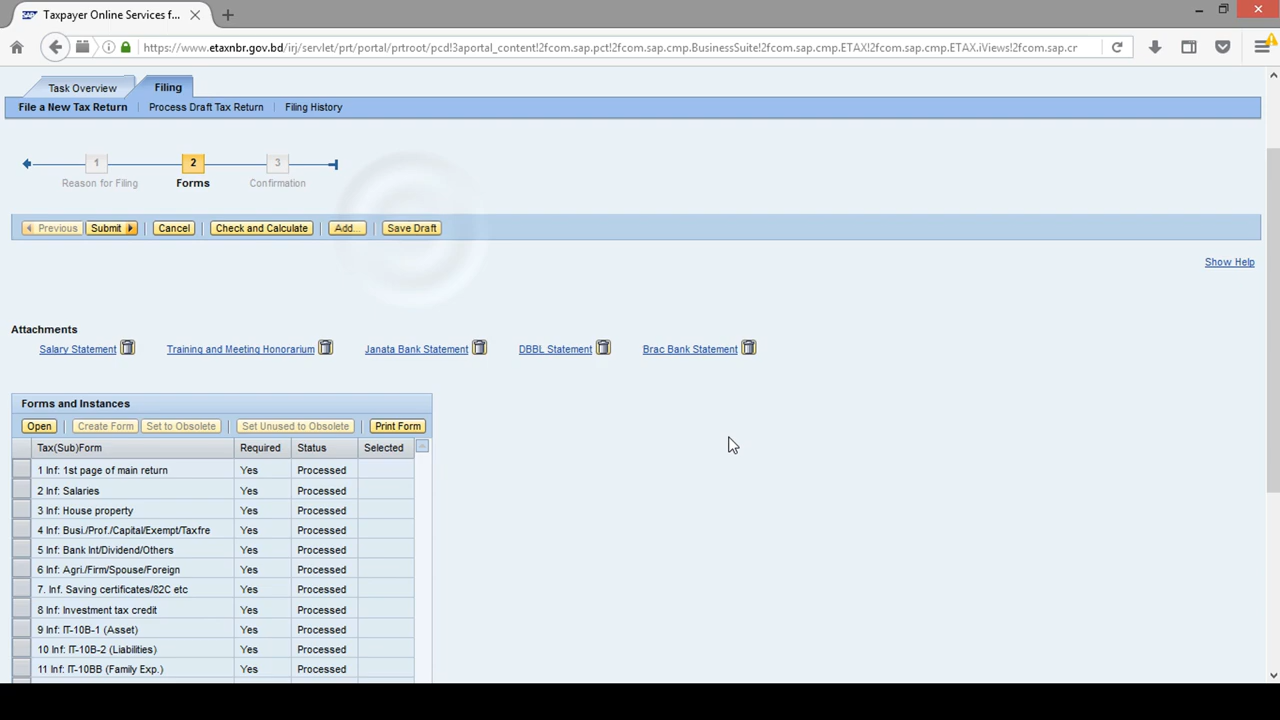 SAP Taxpayer Online Services f... × +
https://www.etaxnbr.gov.bd/irj/servlet/prt/portal/prtroot/pcd!3aportal_content!2fcom.sap.pct!2fcom.sap.cmp.BusinessSuite!2fcom.sap.cmp.ETAX!2fcom.sap.cmp.ETAX.iViews!2fcom.sap.cr
Task Overview Filing
File a New Tax Return | Process Draft Tax Return | Filing History
1 2 3
Reason for Filing Forms Confirmation
Previous Submit Cancel Check and Calculate Add... Save Draft
Show Help
Attachments
Salary Statement Training and Meeting Honorarium Janata Bank Statement DBBL Statement Brac Bank Statement
Forms and Instances
Open Create Form Set to Obsolete Set Unused to Obsolete Print Form
Tax(Sub)Form Required Status Selected
1 Inf: 1st page of main return Yes Processed
2 Inf: Salaries Yes Processed
3 Inf: House property Yes Processed
4 Inf: Busi./Prof./Capital/Exempt/Taxfre Yes Processed
5 Inf: Bank Int/Dividend/Others Yes Processed
6 Inf: Agri./Firm/Spouse/Foreign Yes Processed
7. Inf. Saving certificates/82C etc Yes Processed
8 Inf: Investment tax credit Yes Processed
9 Inf: IT-10B-1 (Asset) Yes Processed
10 Inf: IT-10B-2 (Liabilities) Yes Processed
11 Inf: IT-10BB (Family Exp.) Yes Processed